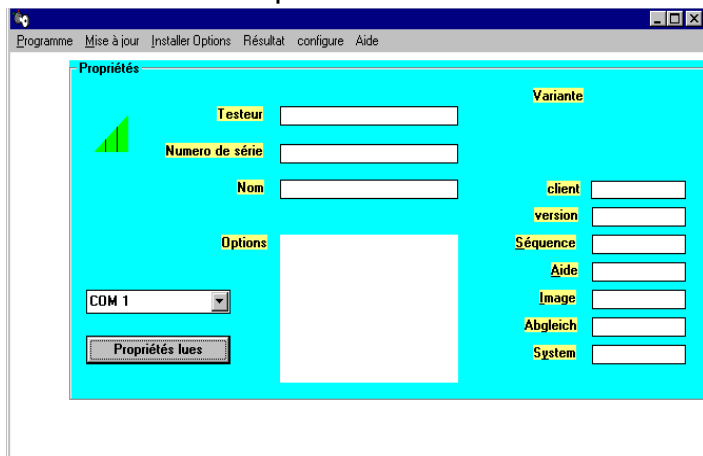 Programme Mise à jour Installer Options Résultat configure Aide
Propriétés
Variante
Testeur
Numero de série
Nom
client
version
Options
Séquence
Aide
COM 1
Image
Abgleich
Propriétés lues
System